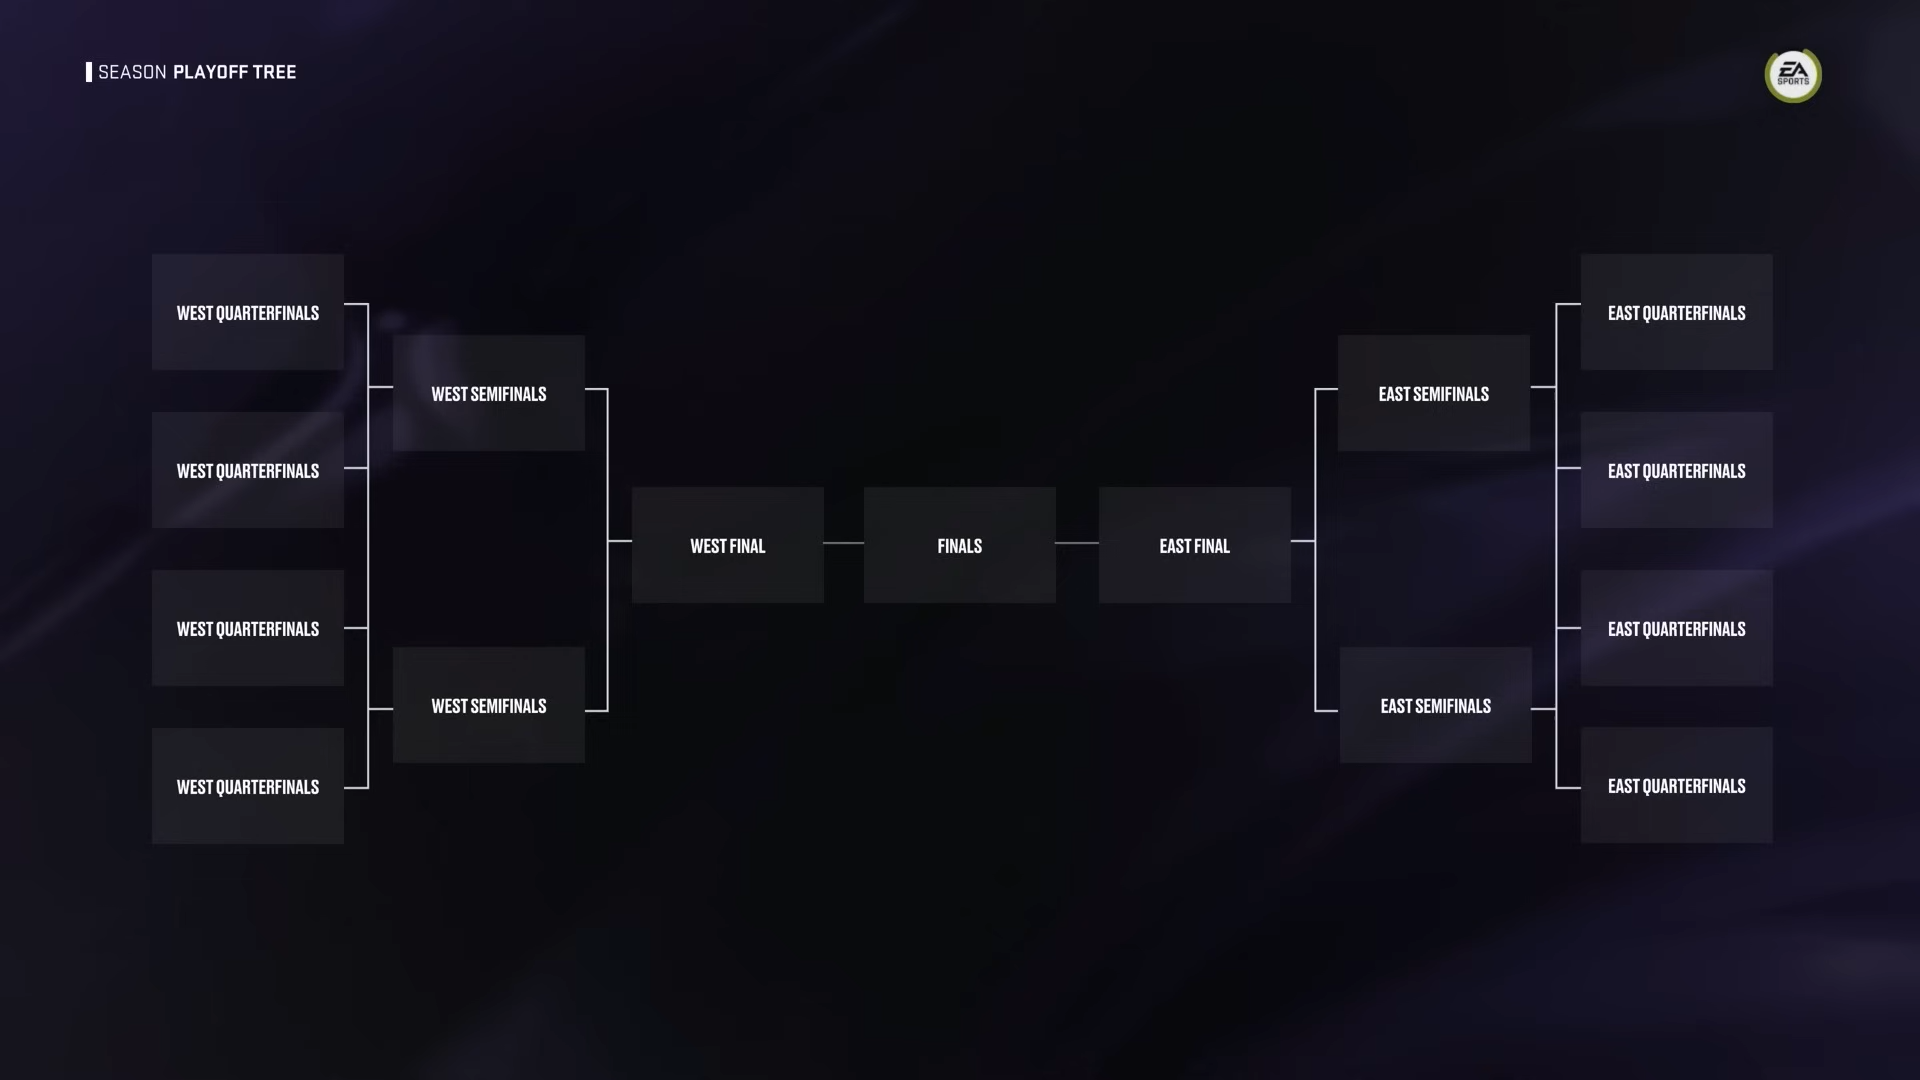 SEASON PLAYOFF TREE
EA
SPORTS
WEST QUARTERFINALS
WEST QUARTERFINALS
WEST QUARTERFINALS
WEST QUARTERFINALS
WEST SEMIFINALS
WEST SEMIFINALS
WEST FINAL
FINALS
EAST FINAL
EAST SEMIFINALS
EAST SEMIFINALS
EAST QUARTERFINALS
EAST QUARTERFINALS
EAST QUARTERFINALS
EAST QUARTERFINALS